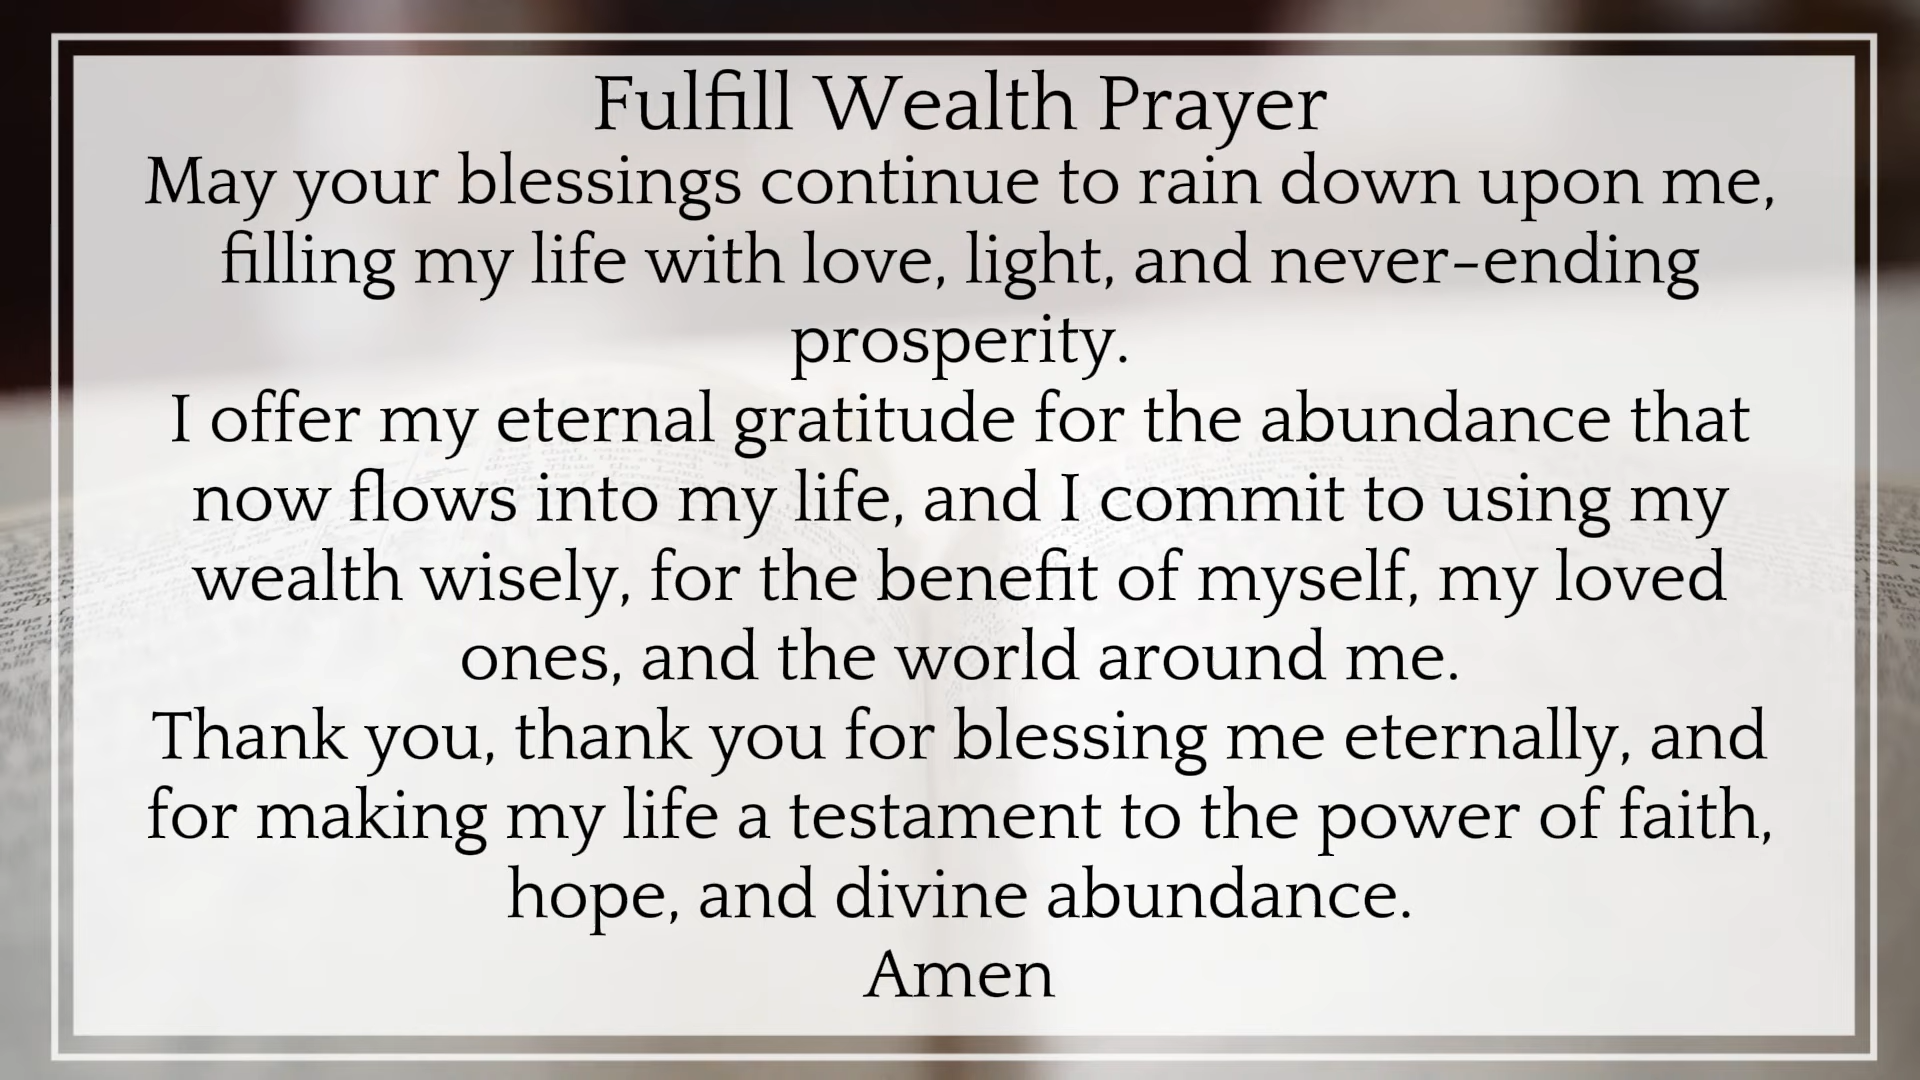 Fulfill Wealth Prayer
May your blessings continue to rain down upon me,
filling my life with love, light, and never-ending
prosperity.
I offer my eternal gratitude for the abundance that
now flows into my life, and I commit to using my
wealth wisely, for the benefit of myself, my loved
ones, and the world around me.
Thank you, thank you for blessing me eternally, and
for making my life a testament to the power of faith,
hope, and divine abundance.
Amen